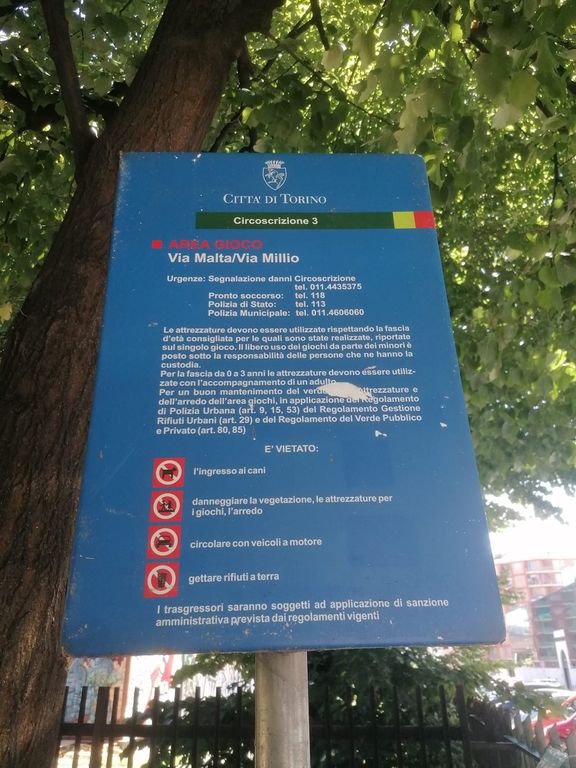 CITTA' DI TORINO
Circoscrizione 3
AREA GIOCO
Via Malta/Via Millio
Urgenze: Segnalazione danni Circoscrizione
tel. 011.4435375
Pronto soccorso: tel. 118
Polizia di Stato: tel. 113
Polizia Municipale: tel. 011.4606060
Le attrezzature devono essere utilizzate rispettando la fascia
d'età consigliata per le quali sono state realizzate, riportate
sul singolo gioco. Il libero uso dei giochi da parte dei minori è
posto sotto la responsabilità delle persone che ne hanno la
custodia.
Per la fascia da 0 a 3 anni le attrezzature devono essere utiliz-
zate con l'accompagnamento di un adulto
Per un buon mantenimento del verde attrezzature e
dell'arredo dell'area giochi, in applicazione del Regolamento
di Polizia Urbana (art. 9, 15, 53) del Regolamento Gestione
Rifiuti Urbani (art. 29) e del Regolamento del Verde Pubblico
e Privato (art. 80, 85)
E' VIETATO:
l'ingresso ai cani
danneggiare la vegetazione, le attrezzature per
i giochi, l'arredo
circolare con veicoli a motore
gettare rifiuti a terra
I trasgressori saranno soggetti ad applicazione di sanzione
amministrativa prevista dai regolamenti vigenti